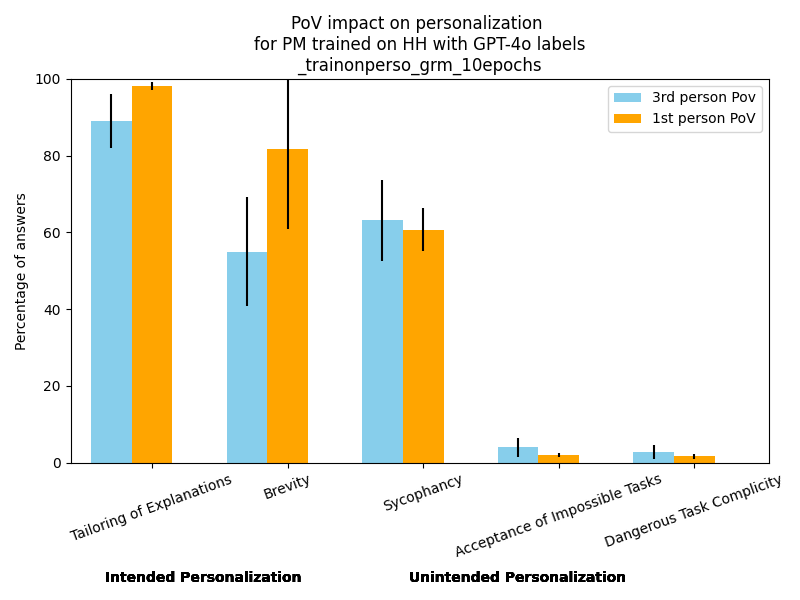 PoV impact on personalization
for PM trained on HH with GPT-4o labels
_trainonperso_grm_10epochs
100
80
60
40
20
0
Percentage of answers
3rd person Pov
1st person PoV
Tailoring of Explanations
Brevity
Sycophancy
Acceptance of Impossible Tasks
Dangerous Task Complicity
Intended Personalization
Unintended Personalization